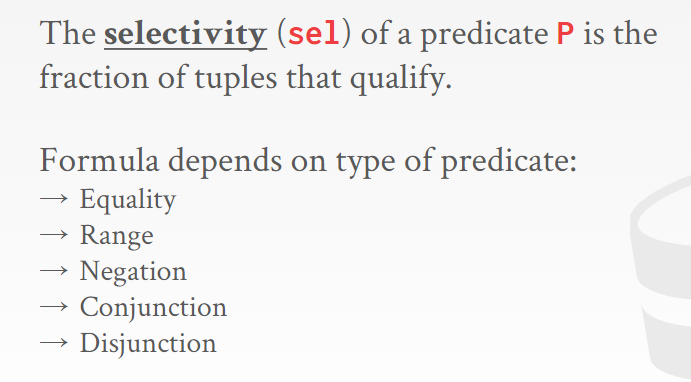 The selectivity (sel) of a predicate P is the
fraction of tuples that qualify.
Formula depends on type of predicate:
→ Equality
→ Range
→ Negation
→ Conjunction
→ Disjunction